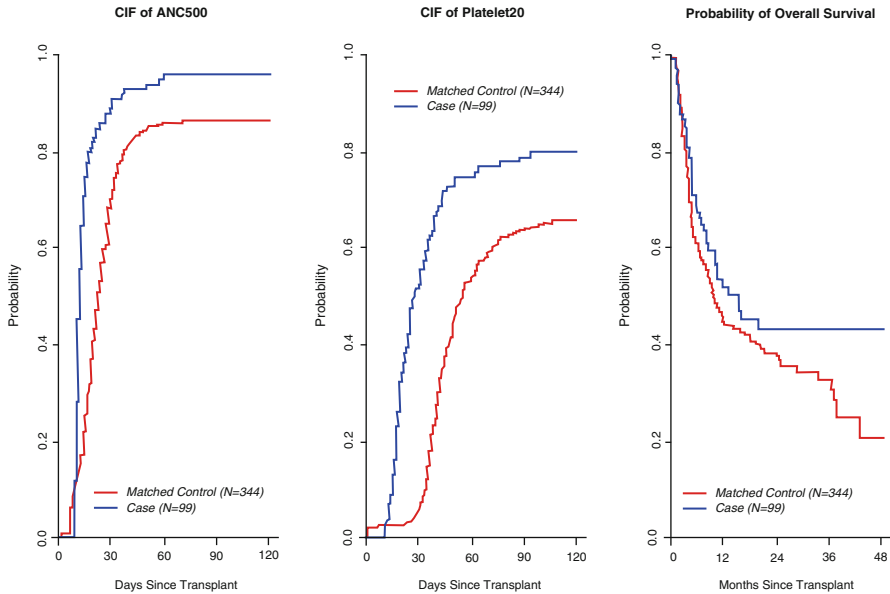 CIF of ANC500
Probability
1.0
0.8
0.6
0.4
0.2
0.0
Matched Control (N=344)
Case (N=99)
0 30 60 90 120
Days Since Transplant
CIF of Platelet20
Probability
1.0
0.8
0.6
0.4
0.2
0.0
Matched Control (N=344)
Case (N=99)
0 30 60 90 120
Days Since Transplant
Probability of Overall Survival
Probability
1.0
0.8
0.6
0.4
0.2
0.0
Matched Control (N=344)
Case (N=99)
0 12 24 36 48
Months Since Transplant